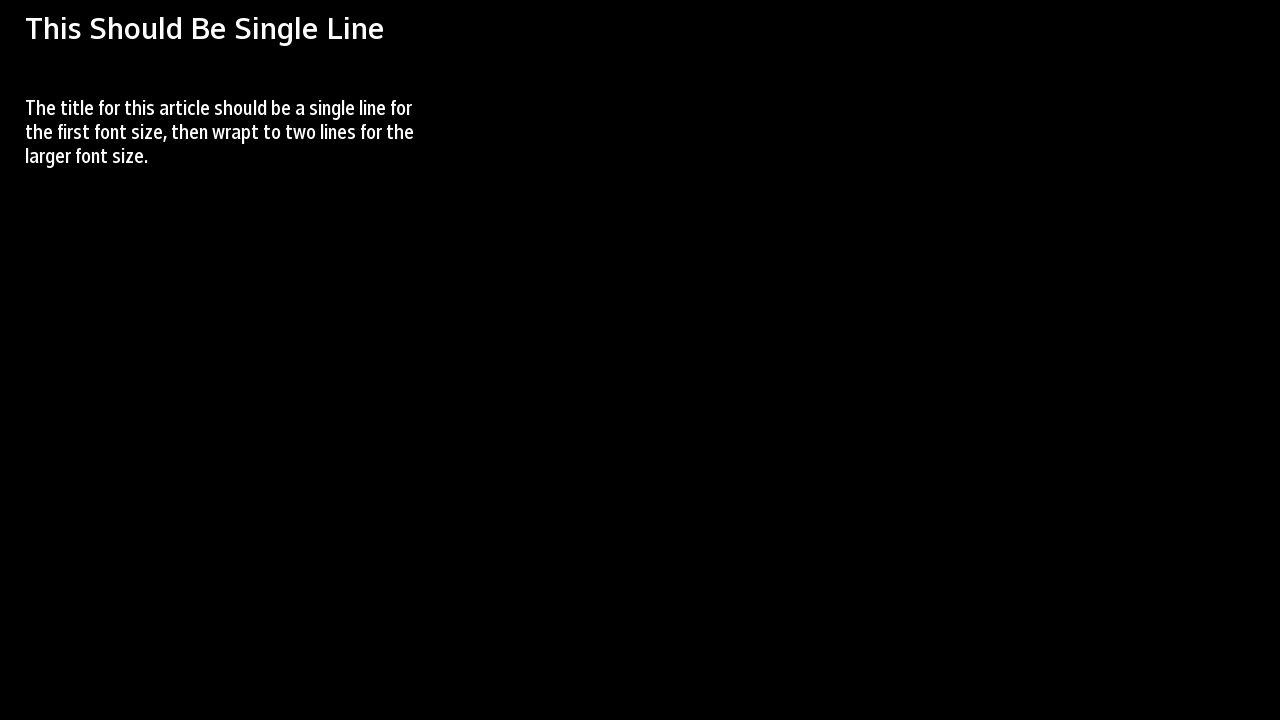 This Should Be Single Line
The title for this article should be a single line for
the first font size, then wrapt to two lines for the
larger font size.